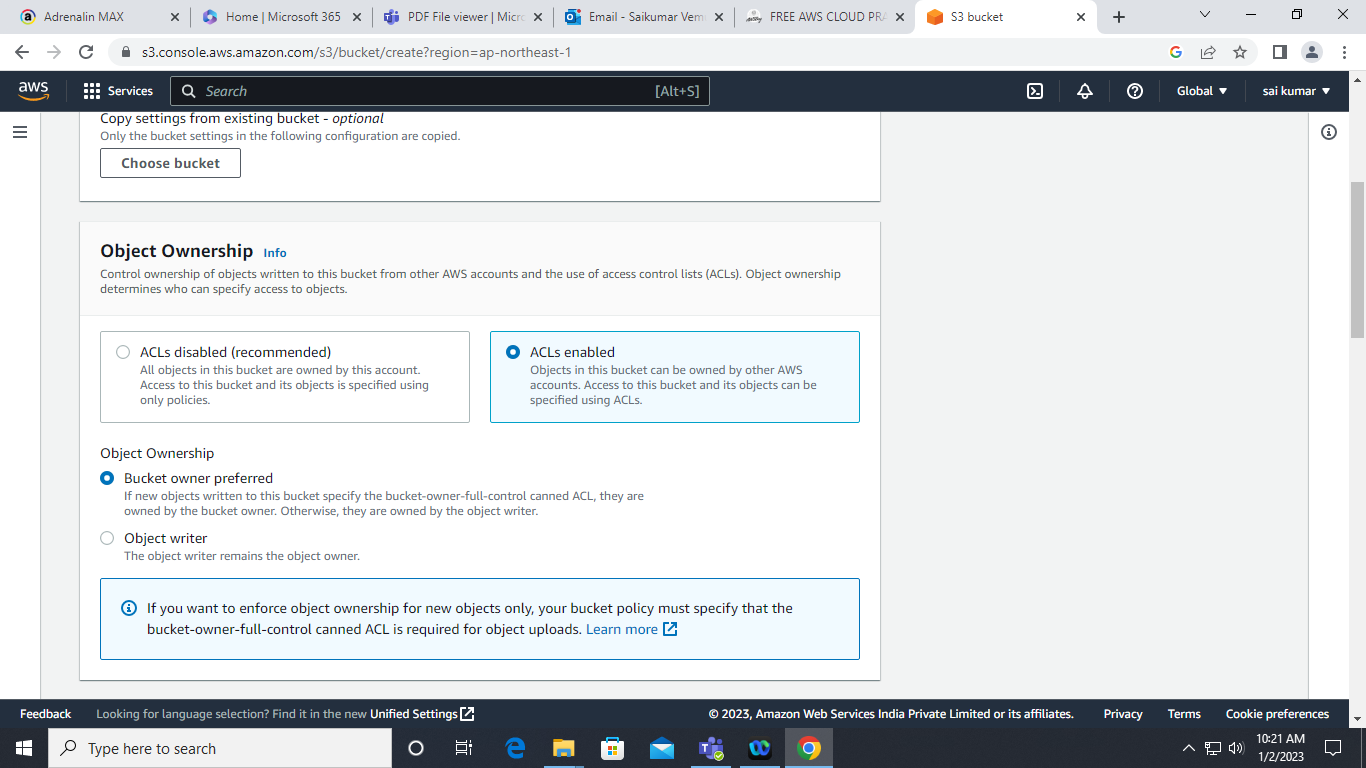 Adrenalin MAX
Home | Microsoft 365
PDF File viewer | Micr
Email - Saikumar Vem
FREE AWS CLOUD PRA
S3 bucket
s3.console.aws.amazon.com/s3/bucket/create?region=ap-northeast-1
aws
Services
Search
[Alt+S]
Global
sai kumar
Copy settings from existing bucket - optional
Only the bucket settings in the following configuration are copied.
Choose bucket
Object Ownership Info
Control ownership of objects written to this bucket from other AWS accounts and the use of access control lists (ACLs). Object ownership
determines who can specify access to objects.
ACLs disabled (recommended)
All objects in this bucket are owned by this account.
Access to this bucket and its objects is specified using
only policies.
ACLs enabled
Objects in this bucket can be owned by other AWS
accounts. Access to this bucket and its objects can be
specified using ACLs.
Object Ownership
Bucket owner preferred
If new objects written to this bucket specify the bucket-owner-full-control canned ACL, they are
owned by the bucket owner. Otherwise, they are owned by the object writer.
Object writer
The object writer remains the object owner.
If you want to enforce object ownership for new objects only, your bucket policy must specify that the
bucket-owner-full-control canned ACL is required for object uploads. Learn more
Feedback
Looking for language selection? Find it in the new Unified Settings
© 2023, Amazon Web Services India Private Limited or its affiliates.
Privacy
Terms
Cookie preferences
Type here to search
10:21 AM
1/2/2023